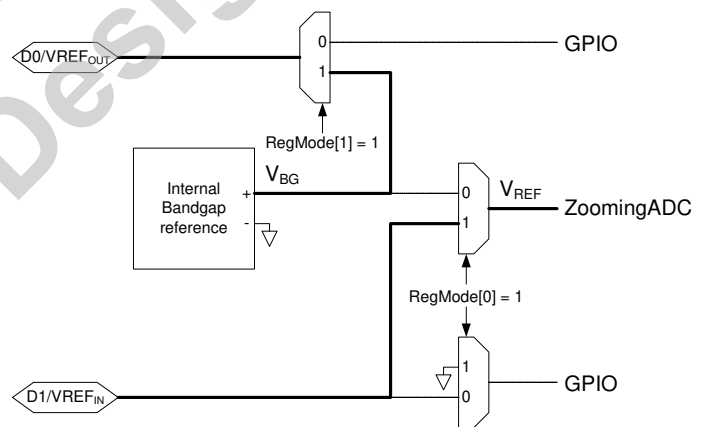 Des
D0/VREFOUT
0
GPIO
1
RegMode[1] = 1
VBG
Internal
Bandgap
reference
+
-
0
VREF
1
ZoomingADC
RegMode[0] = 1
1
0
GPIO
D1/VREFIN